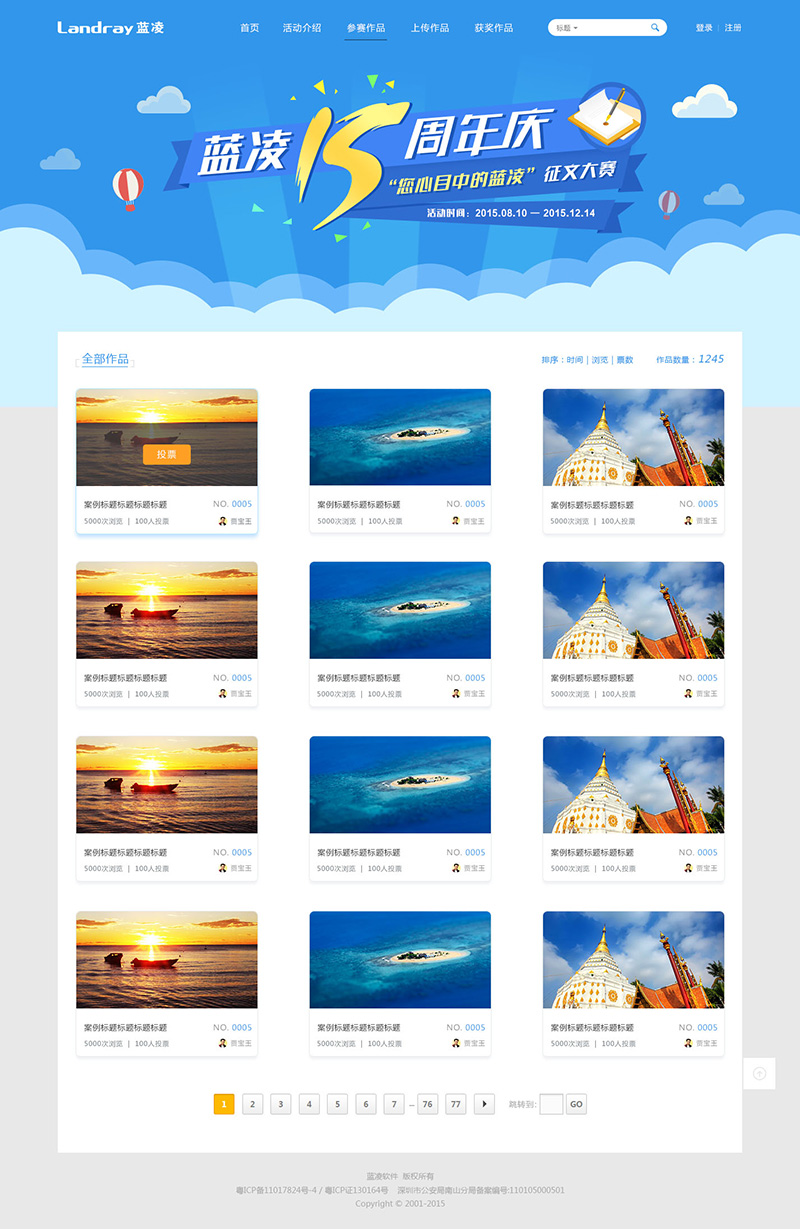 Landray 蓝凌
首页 活动介绍 参赛作品 上传作品 获奖作品 标题 登录 | 注册
蓝凌15周年庆
“您心目中的蓝凌”征文大赛
活动时间：2015.08.10 — 2015.12.14
全部作品 排序：时间 | 浏览 | 票数 作品数量：1245
投票
案例标题标题标题标题 NO. 0005 案例标题标题标题标题 NO. 0005 案例标题标题标题标题 NO. 0005
5000次浏览 | 100人投票 贾宝玉 5000次浏览 | 100人投票 贾宝玉 5000次浏览 | 100人投票 贾宝玉
案例标题标题标题标题 NO. 0005 案例标题标题标题标题 NO. 0005 案例标题标题标题标题 NO. 0005
5000次浏览 | 100人投票 贾宝玉 5000次浏览 | 100人投票 贾宝玉 5000次浏览 | 100人投票 贾宝玉
案例标题标题标题标题 NO. 0005 案例标题标题标题标题 NO. 0005 案例标题标题标题标题 NO. 0005
5000次浏览 | 100人投票 贾宝玉 5000次浏览 | 100人投票 贾宝玉 5000次浏览 | 100人投票 贾宝玉
案例标题标题标题标题 NO. 0005 案例标题标题标题标题 NO. 0005 案例标题标题标题标题 NO. 0005
5000次浏览 | 100人投票 贾宝玉 5000次浏览 | 100人投票 贾宝玉 5000次浏览 | 100人投票 贾宝玉
1 2 3 4 5 6 7 ... 76 77 跳转到: GO
蓝凌软件 版权所有
粤ICP备11017824号-4 / 粤ICP证130164号 深圳市公安局南山分局备案编号:110105000501
Copyright © 2001-2015